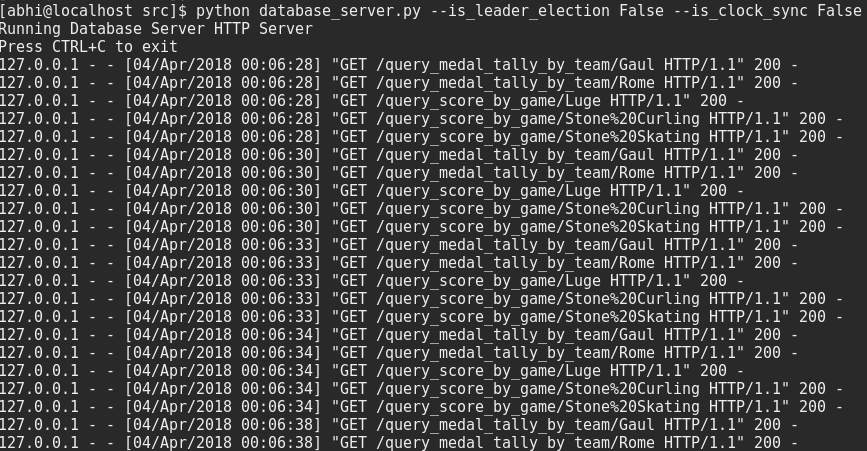 [abhi@localhost src]$ python database_server.py --is_leader_election False --is_clock_sync False
Running Database Server HTTP Server
Press CTRL+C to exit
127.0.0.1 - - [04/Apr/2018 00:06:28] "GET /query_medal_tally_by_team/Gaul HTTP/1.1" 200 -
127.0.0.1 - - [04/Apr/2018 00:06:28] "GET /query_medal_tally_by_team/Rome HTTP/1.1" 200 -
127.0.0.1 - - [04/Apr/2018 00:06:28] "GET /query_score_by_game/Luge HTTP/1.1" 200 -
127.0.0.1 - - [04/Apr/2018 00:06:28] "GET /query_score_by_game/Stone%20Curling HTTP/1.1" 200 -
127.0.0.1 - - [04/Apr/2018 00:06:28] "GET /query_score_by_game/Stone%20Skating HTTP/1.1" 200 -
127.0.0.1 - - [04/Apr/2018 00:06:30] "GET /query_medal_tally_by_team/Gaul HTTP/1.1" 200 -
127.0.0.1 - - [04/Apr/2018 00:06:30] "GET /query_medal_tally_by_team/Rome HTTP/1.1" 200 -
127.0.0.1 - - [04/Apr/2018 00:06:30] "GET /query_score_by_game/Luge HTTP/1.1" 200 -
127.0.0.1 - - [04/Apr/2018 00:06:30] "GET /query_score_by_game/Stone%20Curling HTTP/1.1" 200 -
127.0.0.1 - - [04/Apr/2018 00:06:30] "GET /query_score_by_game/Stone%20Skating HTTP/1.1" 200 -
127.0.0.1 - - [04/Apr/2018 00:06:33] "GET /query_medal_tally_by_team/Gaul HTTP/1.1" 200 -
127.0.0.1 - - [04/Apr/2018 00:06:33] "GET /query_medal_tally_by_team/Rome HTTP/1.1" 200 -
127.0.0.1 - - [04/Apr/2018 00:06:33] "GET /query_score_by_game/Luge HTTP/1.1" 200 -
127.0.0.1 - - [04/Apr/2018 00:06:33] "GET /query_score_by_game/Stone%20Curling HTTP/1.1" 200 -
127.0.0.1 - - [04/Apr/2018 00:06:33] "GET /query_score_by_game/Stone%20Skating HTTP/1.1" 200 -
127.0.0.1 - - [04/Apr/2018 00:06:34] "GET /query_medal_tally_by_team/Gaul HTTP/1.1" 200 -
127.0.0.1 - - [04/Apr/2018 00:06:34] "GET /query_medal_tally_by_team/Rome HTTP/1.1" 200 -
127.0.0.1 - - [04/Apr/2018 00:06:34] "GET /query_score_by_game/Luge HTTP/1.1" 200 -
127.0.0.1 - - [04/Apr/2018 00:06:34] "GET /query_score_by_game/Stone%20Curling HTTP/1.1" 200 -
127.0.0.1 - - [04/Apr/2018 00:06:34] "GET /query_score_by_game/Stone%20Skating HTTP/1.1" 200 -
127.0.0.1 - - [04/Apr/2018 00:06:38] "GET /query_medal_tally_by_team/Gaul HTTP/1.1" 200 -
127.0.0.1 - - [04/Apr/2018 00:06:38] "GET /query_medal_tally_by_team/Rome HTTP/1.1" 200 -